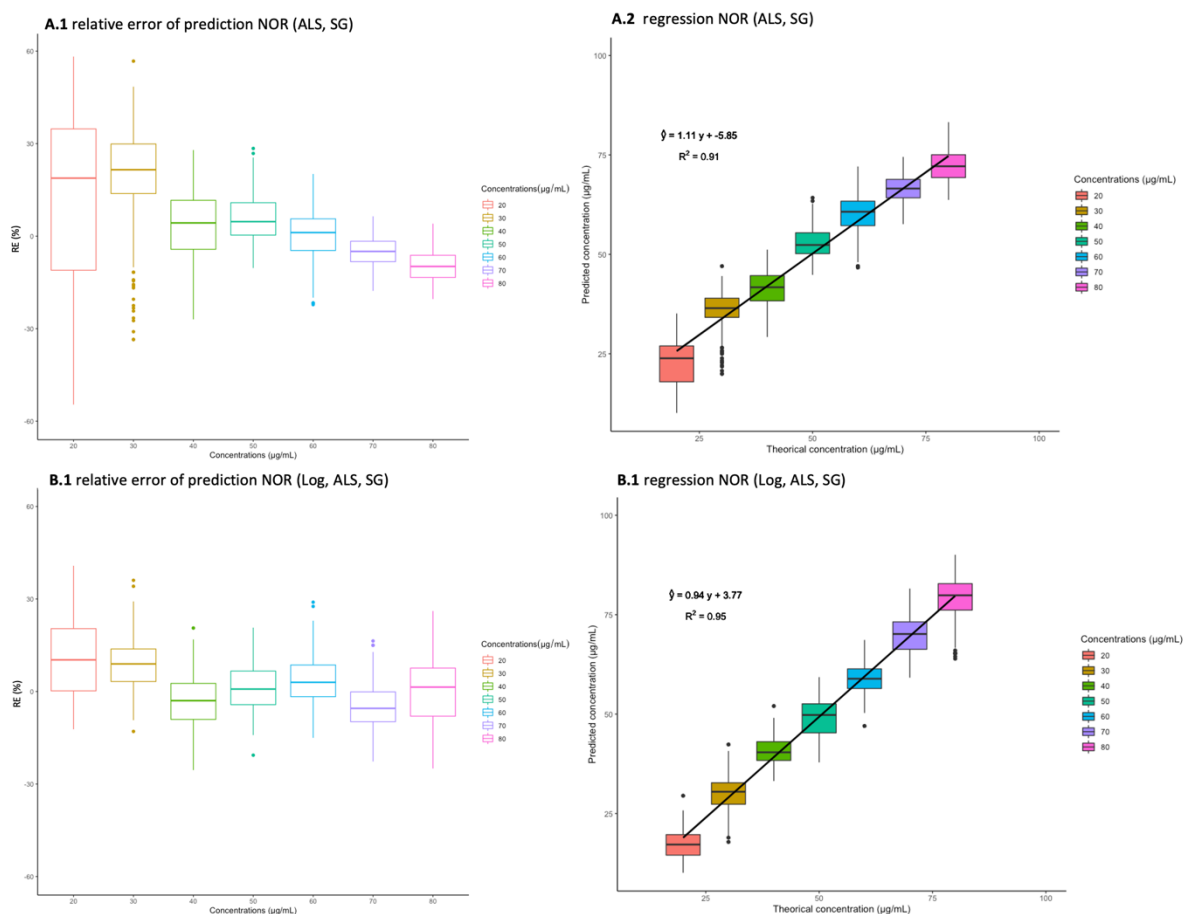 A.1 relative error of prediction NOR (ALS, SG)
60
30
0
-30
-60
RE (%)
20 30 40 50 60 70 80
Concentrations (µg/mL)
Concentrations(µg/mL)
20
30
40
50
60
70
80
A.2 regression NOR (ALS, SG)
100
75
50
25
Predicted concentration (µg/mL)
ŷ = 1.11 y + -5.85
R² = 0.91
25 50 75 100
Theorical concentration (µg/mL)
Concentrations (µg/mL)
20
30
40
50
60
70
80
B.1 relative error of prediction NOR (Log, ALS, SG)
60
30
0
-30
-60
RE (%)
20 30 40 50 60 70 80
Concentrations (µg/mL)
Concentrations(µg/mL)
20
30
40
50
60
70
80
B.1 regression NOR (Log, ALS, SG)
100
75
50
25
Predicted concentration (µg/mL)
ŷ = 0.94 y + 3.77
R² = 0.95
25 50 75 100
Theorical concentration (µg/mL)
Concentrations (µg/mL)
20
30
40
50
60
70
80